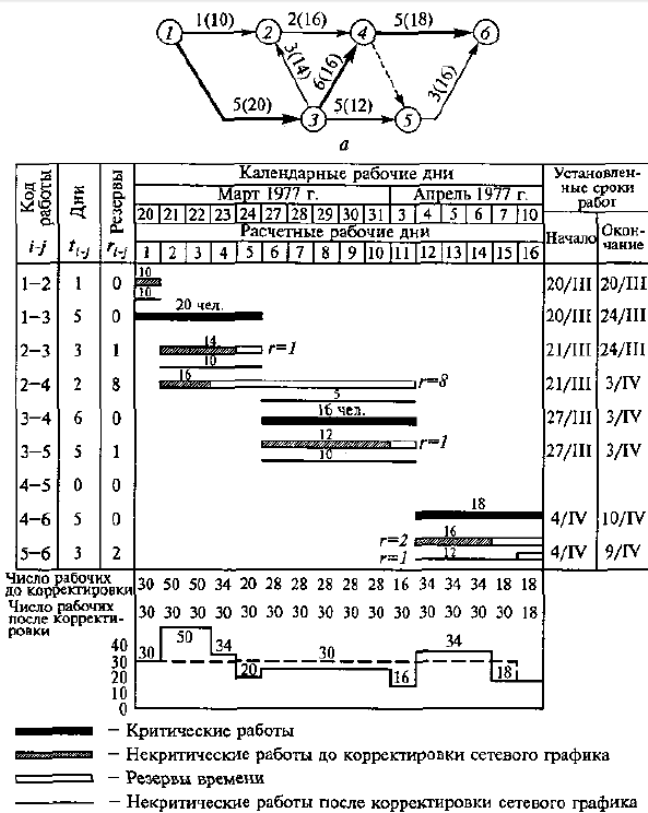 1(10) 2(16) 5(18)
1 2 4 6
3(14) 6(16) 3(16)
5(20) 3 5(12) 5
а
Код работы Дни Резервы Календарные рабочие дни Установлен-
ные сроки
работ
Март 1977 г. Апрель 1977 г.
20 21 22 23 24 27 28 29 30 31 3 4 5 6 7 10
i-j t i-j r i-j Расчетные рабочие дни Начало Окон-
чание
1 2 3 4 5 6 7 8 9 10 11 12 13 14 15 16
10
1–2 1 0 20/III 20/III
10
20 чел.
1–3 5 0 20/III 24/III
14
2–3 3 1 r=1 21/III 24/III
10
16
2–4 2 8 r=8 21/III 3/IV
5
16 чел.
3–4 6 0 27/III 3/IV
12
3–5 5 1 r=1 27/III 3/IV
10
4–5 0 0
18
4–6 5 0 4/IV 10/IV
16
r=2
5–6 3 2 r=1 12 4/IV 9/IV
Число рабочих
до корректировки 30 50 50 34 20 28 28 28 28 28 16 34 34 34 18 18
Число рабочих
после корректи-
ровки 30 30 30 30 30 30 30 30 30 30 30 30 30 30 30 18
40 50 34 34
30 30 30
20 20 16 18
10
0
– Критические работы
– Некритические работы до корректировки сетевого графика
– Резервы времени
– Некритические работы после корректировки сетевого графика